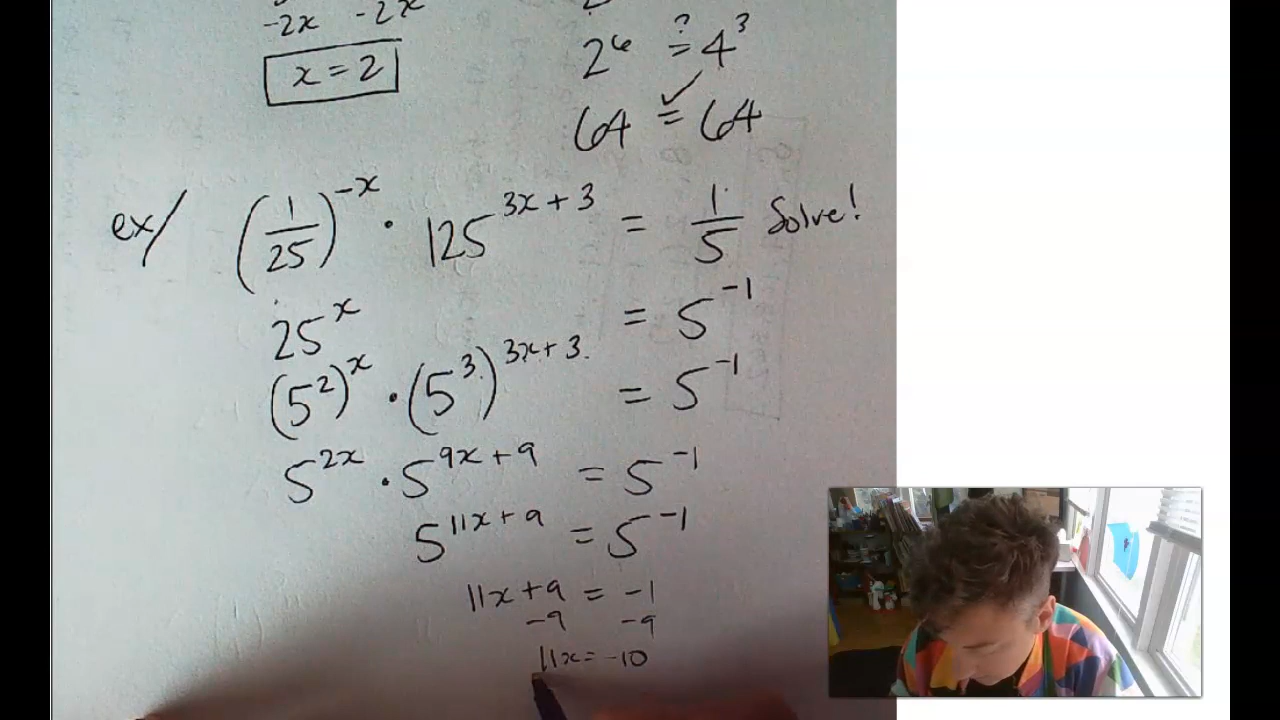 -2x -2x
x = 2
2^6 ?= 4^3
64 = 64
ex/ (1/25)^-x · 125^3x+3 = 1/5 Solve!
25^x = 5^-1
(5^2)^x · (5^3)^3x+3 = 5^-1
5^2x · 5^9x+9 = 5^-1
5^11x+9 = 5^-1
11x+9 = -1
-9 -9
11x = -10